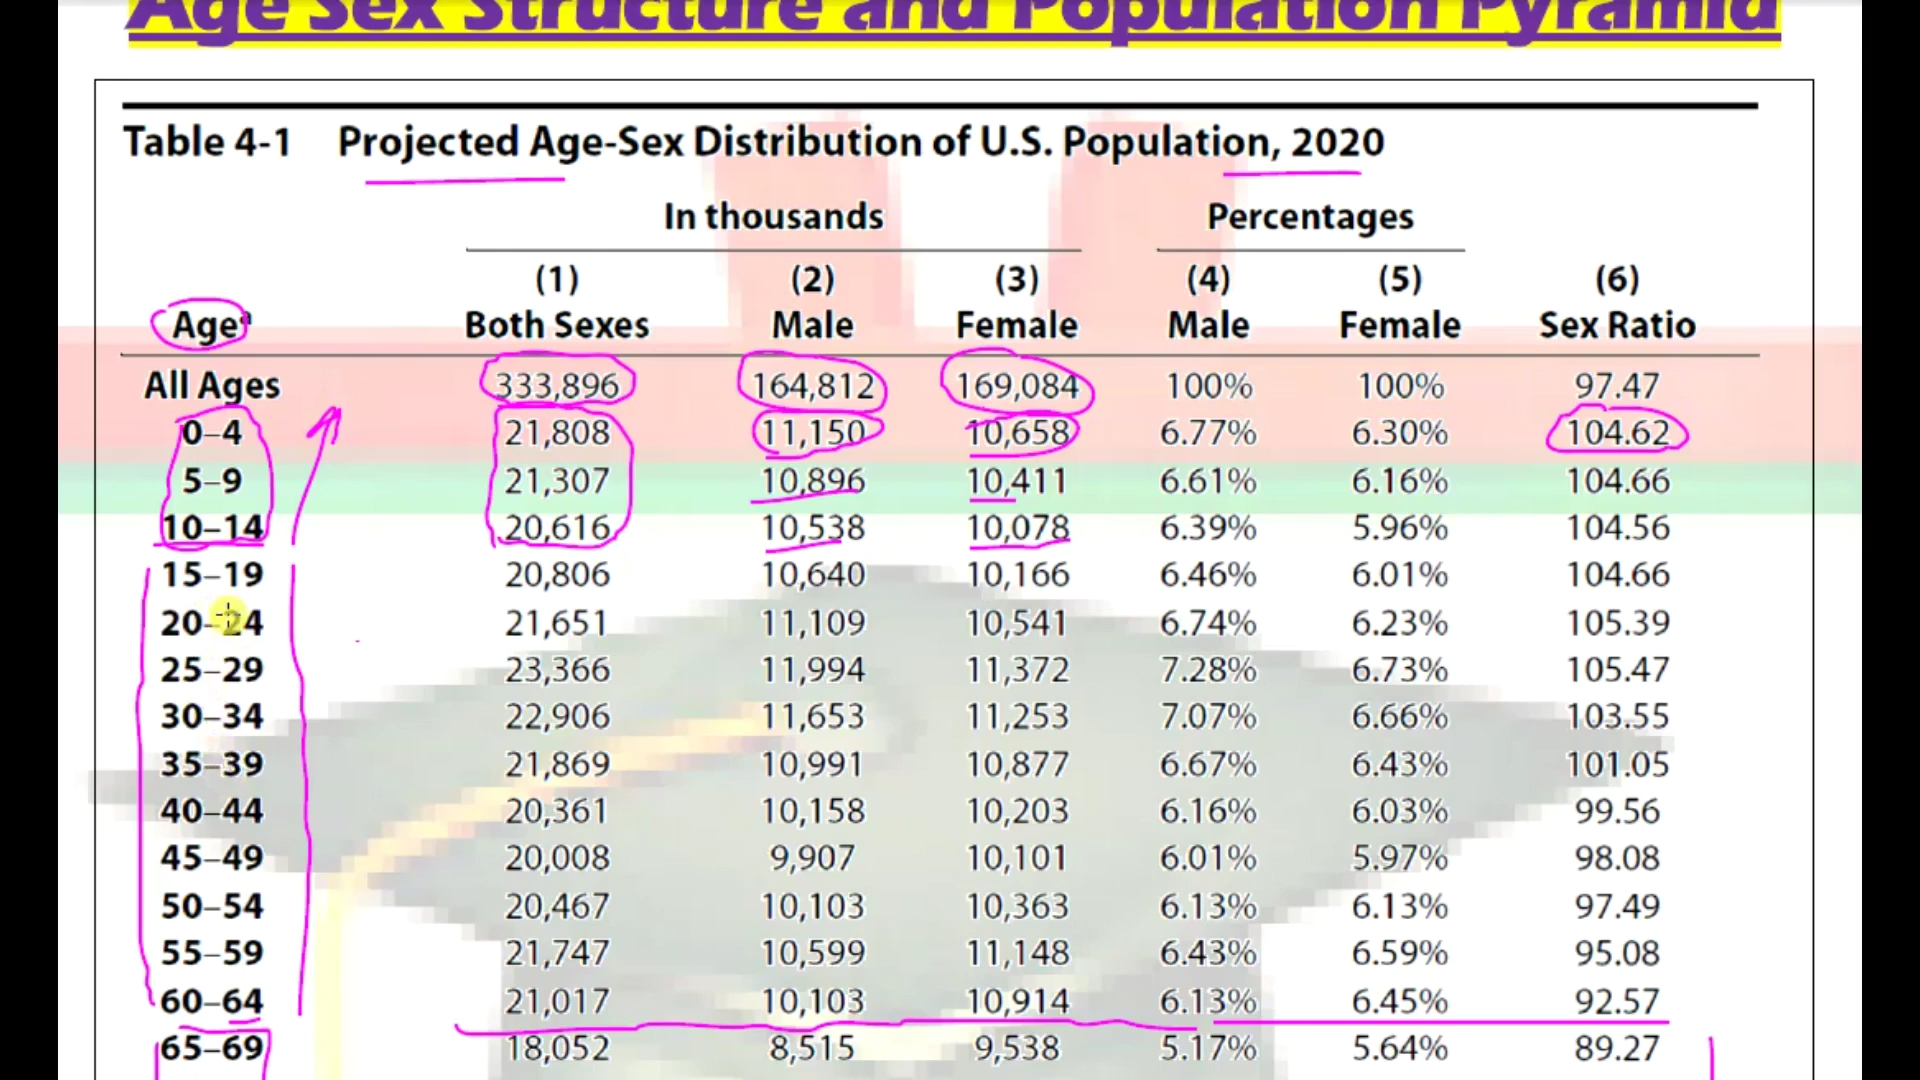 Age Sex Structure and Population Pyramid
Table 4-1 Projected Age-Sex Distribution of U.S. Population, 2020
In thousands Percentages
(1) (2) (3) (4) (5) (6)
Ageª Both Sexes Male Female Male Female Sex Ratio
All Ages 333,896 164,812 169,084 100% 100% 97.47
0–4 21,808 11,150 10,658 6.77% 6.30% 104.62
5–9 21,307 10,896 10,411 6.61% 6.16% 104.66
10–14 20,616 10,538 10,078 6.39% 5.96% 104.56
15–19 20,806 10,640 10,166 6.46% 6.01% 104.66
20–24 21,651 11,109 10,541 6.74% 6.23% 105.39
25–29 23,366 11,994 11,372 7.28% 6.73% 105.47
30–34 22,906 11,653 11,253 7.07% 6.66% 103.55
35–39 21,869 10,991 10,877 6.67% 6.43% 101.05
40–44 20,361 10,158 10,203 6.16% 6.03% 99.56
45–49 20,008 9,907 10,101 6.01% 5.97% 98.08
50–54 20,467 10,103 10,363 6.13% 6.13% 97.49
55–59 21,747 10,599 11,148 6.43% 6.59% 95.08
60–64 21,017 10,103 10,914 6.13% 6.45% 92.57
65–69 18,052 8,515 9,538 5.17% 5.64% 89.27